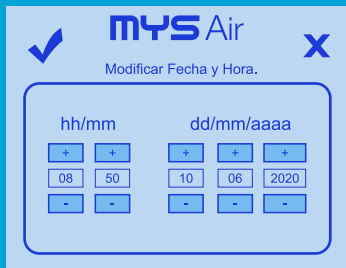 MYS Air
Modificar Fecha y Hora.
hh/mm dd/mm/aaaa
+ + + + +
08 50 10 06 2020
- - - - -